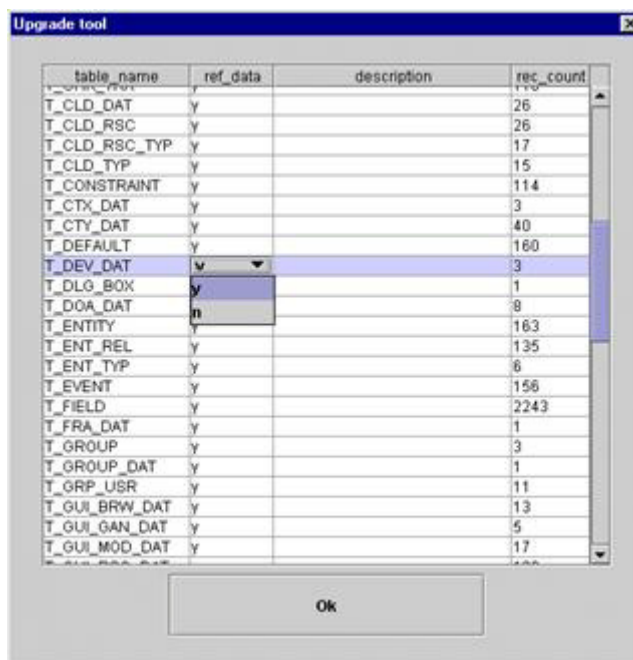 Upgrade tool
table_name ref_data description rec_count
T_CLD_DAT y 26
T_CLD_RSC y 26
T_CLD_RSC_TYP y 17
T_CLD_TYP y 15
T_CONSTRAINT y 114
T_CTX_DAT y 3
T_CTY_DAT y 40
T_DEFAULT y 160
T_DEV_DAT y 3
T_DLG_BOX y 1
T_DOA_DAT n 8
T_ENTITY y 163
T_ENT_REL y 135
T_ENT_TYP y 6
T_EVENT y 156
T_FIELD y 2243
T_FRA_DAT y 1
T_GROUP y 3
T_GROUP_DAT y 1
T_GRP_USR y 11
T_GUI_BRW_DAT y 13
T_GUI_GAN_DAT y 5
T_GUI_MOD_DAT y 17
Ok